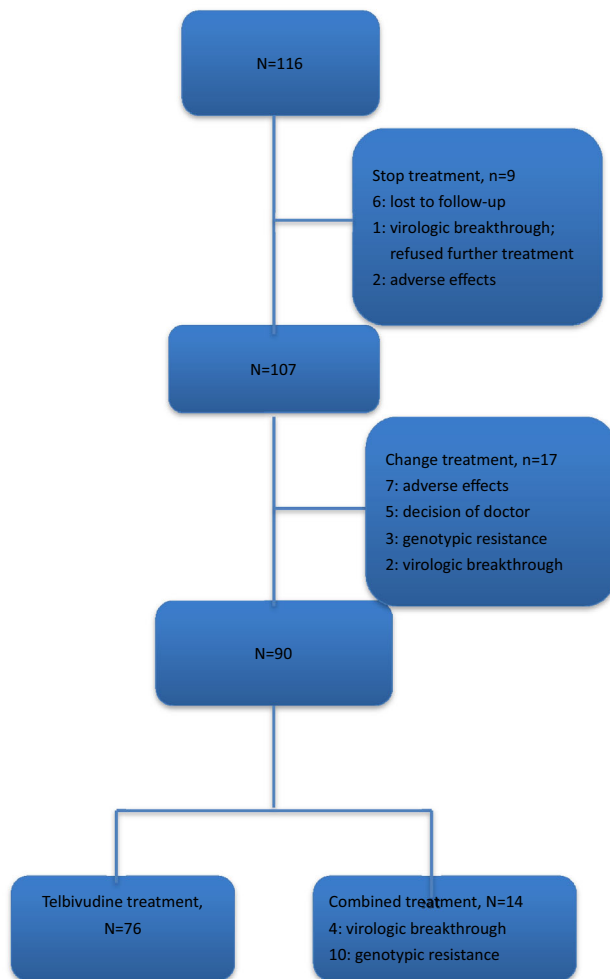 N=116
Stop treatment, n=9
6: lost to follow-up
1: virologic breakthrough;
refused further treatment
2: adverse effects
N=107
Change treatment, n=17
7: adverse effects
5: decision of doctor
3: genotypic resistance
2: virologic breakthrough
N=90
Telbivudine treatment,
N=76
Combined treatment, N=14
4: virologic breakthrough
10: genotypic resistance